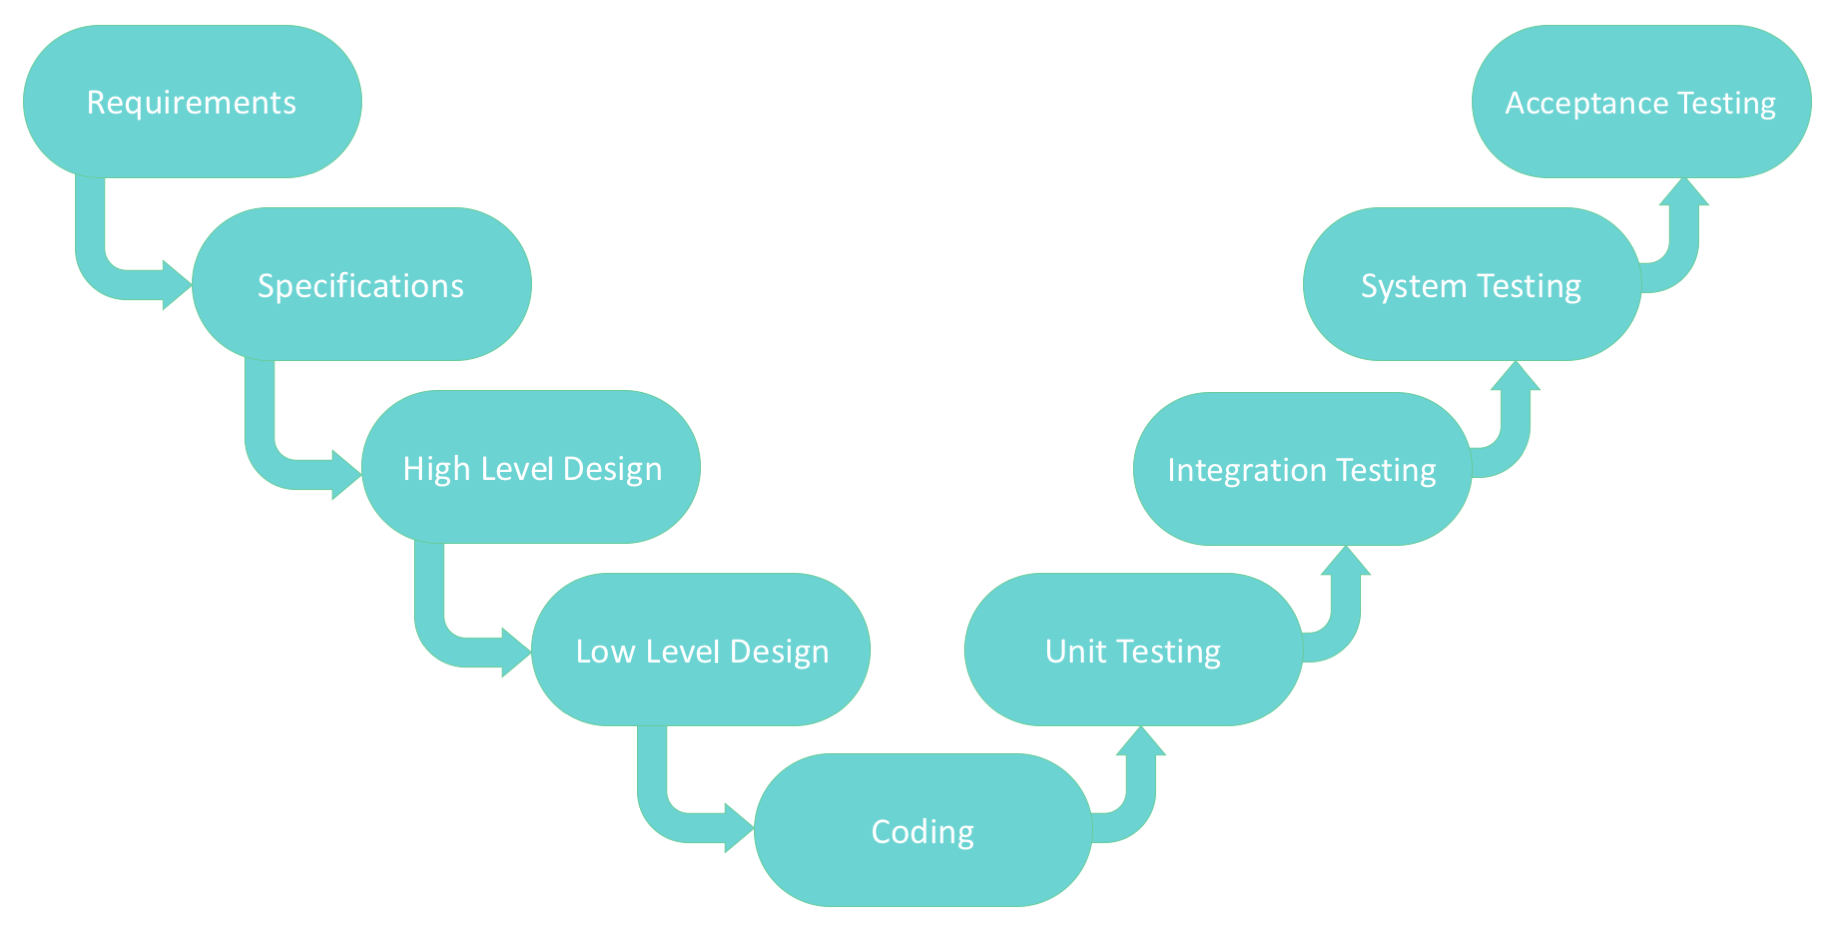 Requirements
Specifications
High Level Design
Low Level Design
Coding
Unit Testing
Integration Testing
System Testing
Acceptance Testing